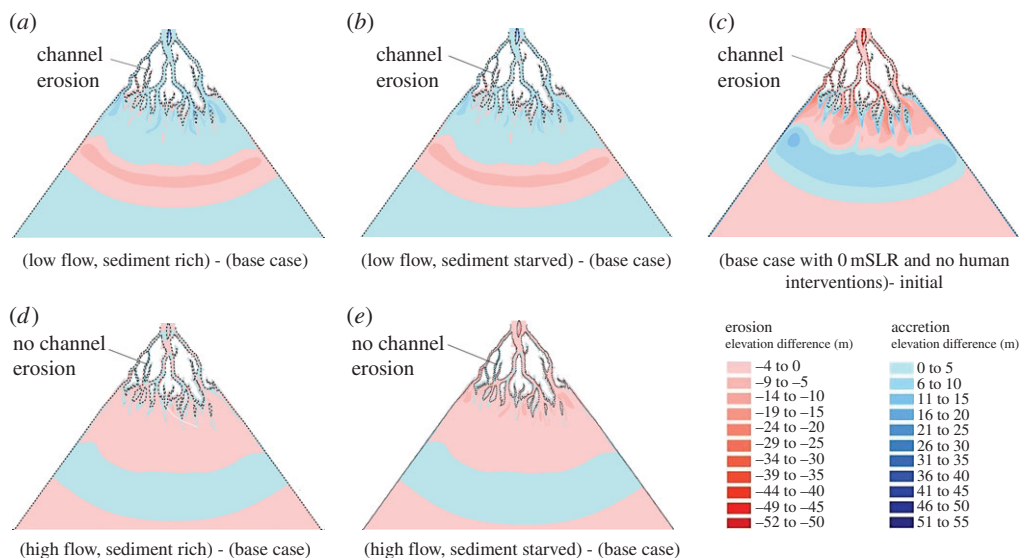 (a)
channel
erosion
(low flow, sediment rich) - (base case)
(b)
channel
erosion
(low flow, sediment starved) - (base case)
(c)
channel
erosion
(base case with 0 mSLR and no human
interventions)- initial
(d)
no channel
erosion
(high flow, sediment rich) - (base case)
(e)
no channel
erosion
(high flow, sediment starved) - (base case)
erosion
elevation difference (m)
–4 to 0
–9 to –5
–14 to –10
–19 to –15
–24 to –20
–29 to –25
–34 to –30
–39 to –35
–44 to –40
–49 to –45
–52 to –50
accretion
elevation difference (m)
0 to 5
6 to 10
11 to 15
16 to 20
21 to 25
26 to 30
31 to 35
36 to 40
41 to 45
46 to 50
51 to 55